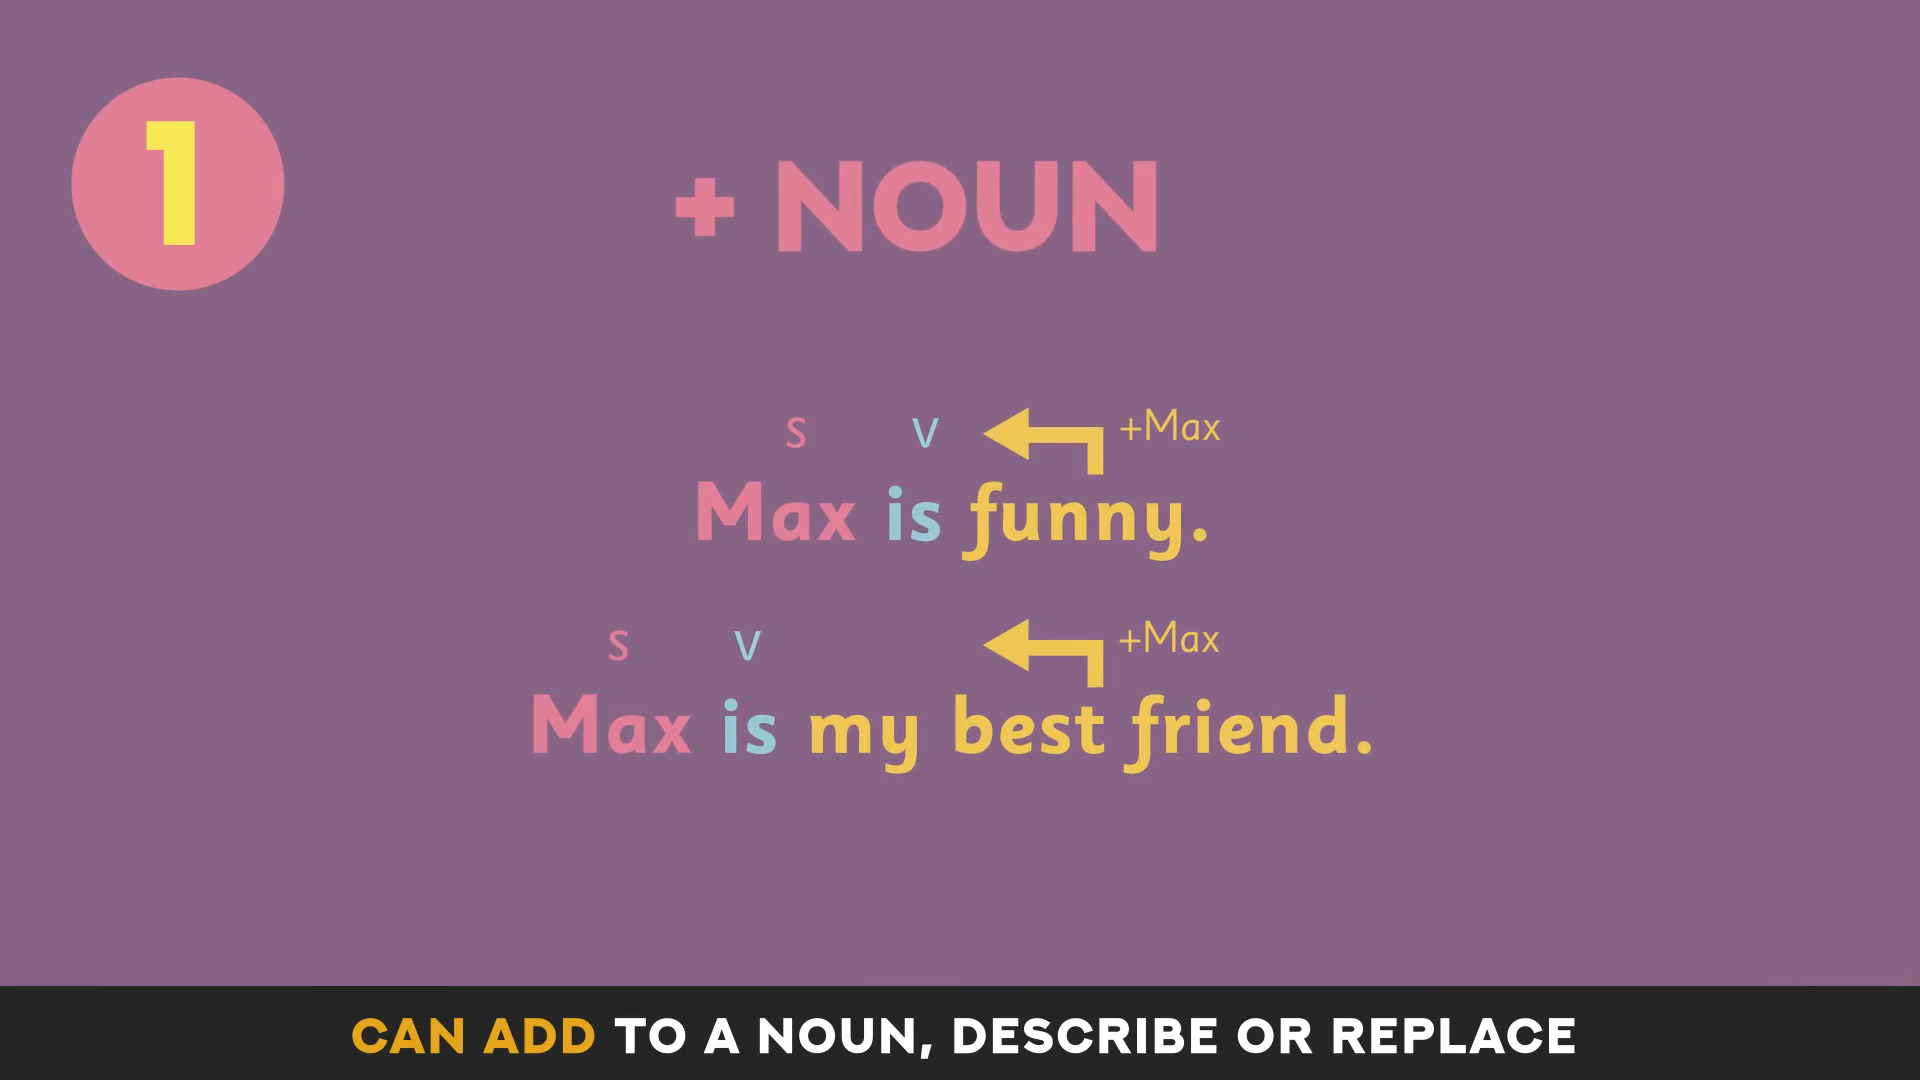 1
+ NOUN
S V +Max
Max is funny.
S V +Max
Max is my best friend.
CAN ADD TO A NOUN, DESCRIBE OR REPLACE